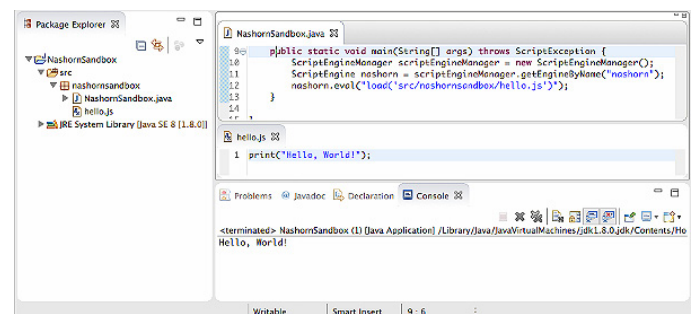 Package Explorer
NashornSandbox
src
nashornsandbox
NashornSandbox.java
hello.js
JRE System Library [Java SE 8 [1.8.0]]
NashornSandbox.java
9 public static void main(String[] args) throws ScriptException {
10 ScriptEngineManager scriptEngineManager = new ScriptEngineManager();
11 ScriptEngine nashorn = scriptEngineManager.getEngineByName("nashorn");
12 nashorn.eval("load('src/nashornsandbox/hello.js')");
13 }
14
hello.js
1 print("Hello, World!");
Problems @ Javadoc Declaration Console
<terminated> NashornSandbox (1) [Java Application] /Library/Java/JavaVirtualMachines/jdk1.8.0.jdk/Contents/Ho
Hello, World!
Writable Smart Insert 9 : 6